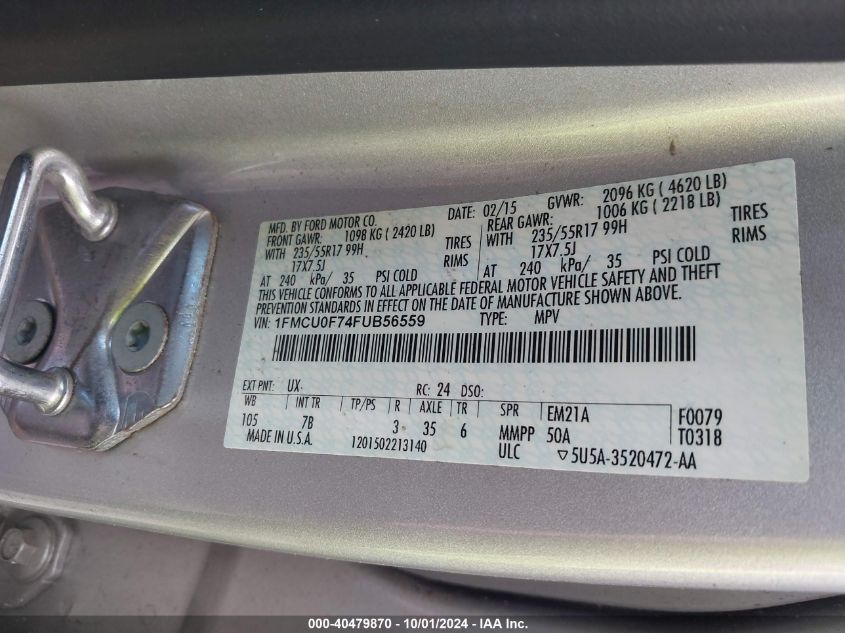 MFD. BY FORD MOTOR CO. DATE: 02/15 GVWR: 2096 KG ( 4620 LB)
FRONT GAWR: 1098 KG ( 2420 LB) REAR GAWR: 1006 KG ( 2218 LB)
WITH 235/55R17 99H TIRES WITH 235/55R17 99H TIRES
17X7.5J RIMS 17X7.5J RIMS
AT 240 kPa/ 35 PSI COLD AT 240 kPa/ 35 PSI COLD
THIS VEHICLE CONFORMS TO ALL APPLICABLE FEDERAL MOTOR VEHICLE SAFETY AND THEFT
PREVENTION STANDARDS IN EFFECT ON THE DATE OF MANUFACTURE SHOWN ABOVE.
VIN: 1FMCU0F74FUB56559 TYPE: MPV
EXT PNT: UX RC: 24 DSO:
WB INT TR TP/PS R AXLE TR SPR EM21A F0079
105 7B 3 35 6 MMPP 50A T0318
MADE IN U.S.A. 1201502213140 ULC ▽5U5A-3520472-AA
000-40479870 - 10/01/2024 - IAA Inc.